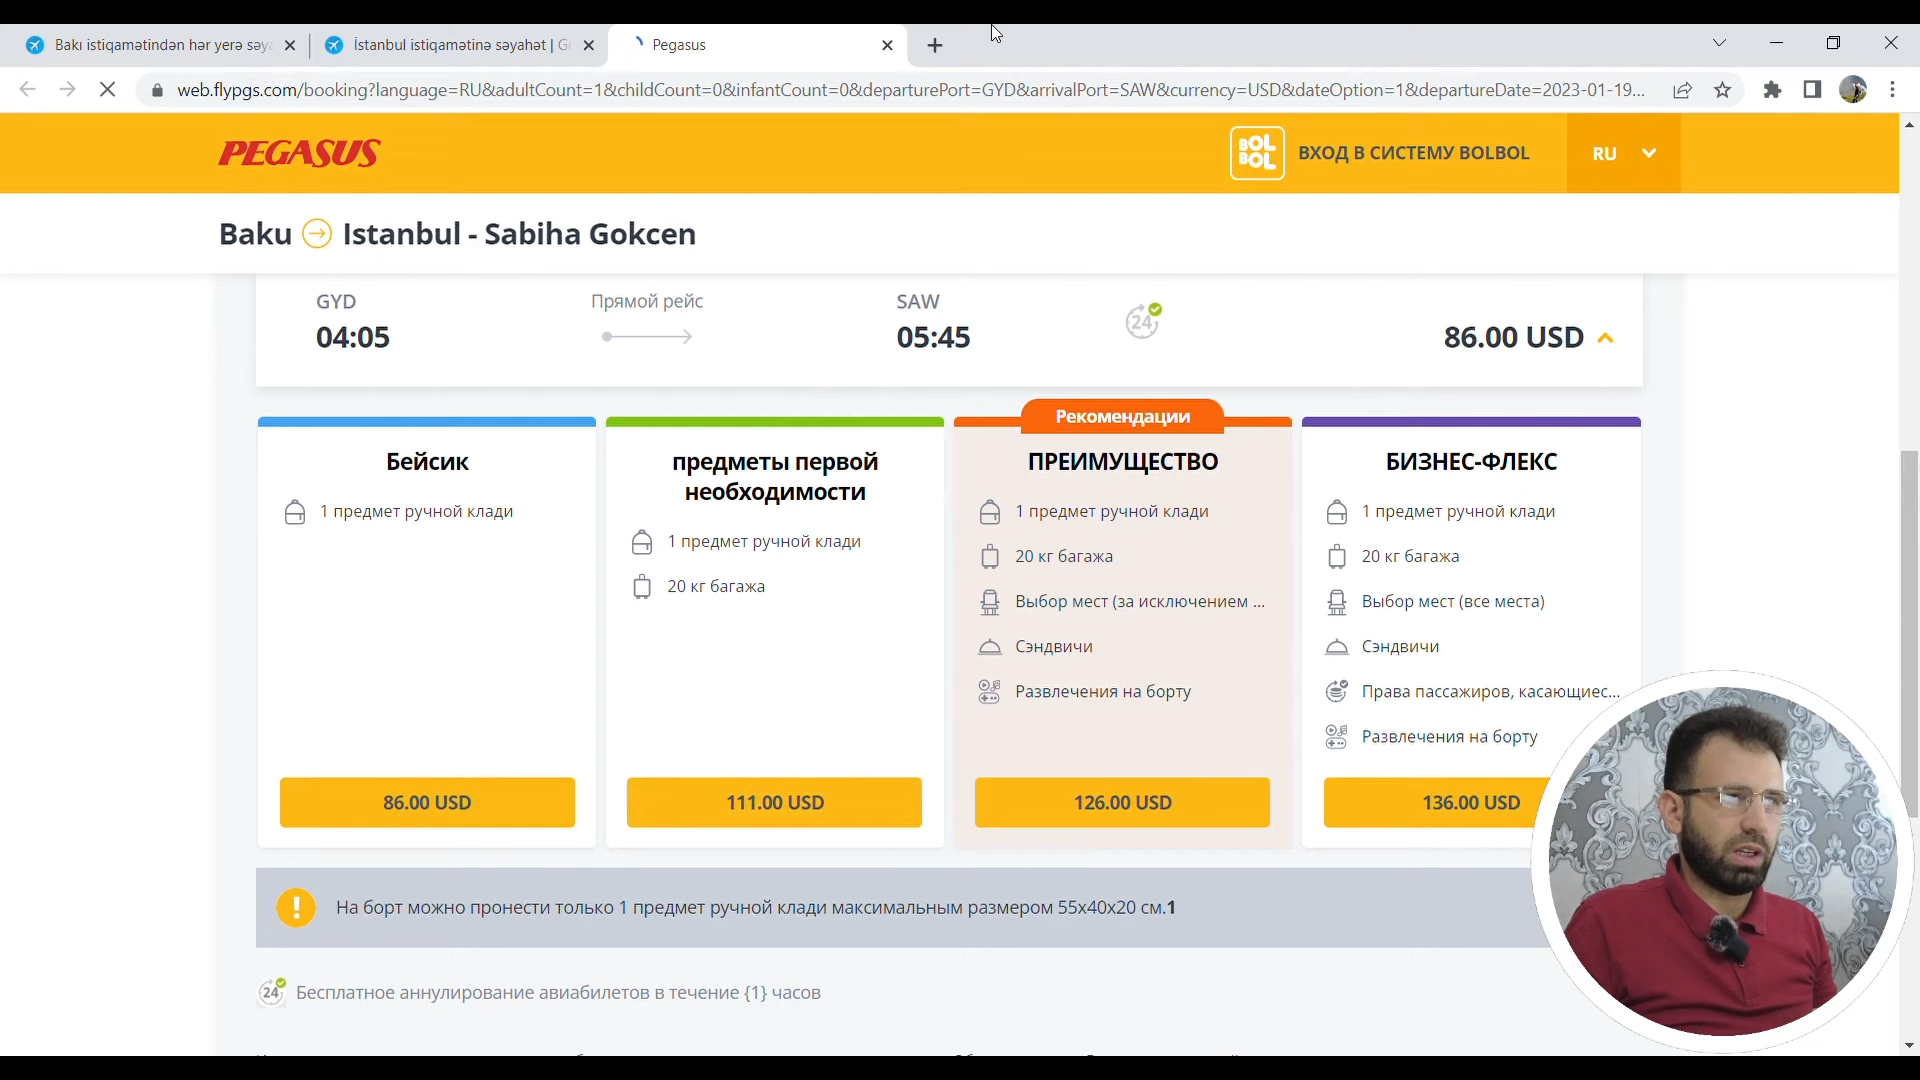 Bakı istiqamətindən hər yerə səya
İstanbul istiqamətinə səyahət | G
Pegasus
web.flypgs.com/booking?language=RU&adultCount=1&childCount=0&infantCount=0&departurePort=GYD&arrivalPort=SAW&currency=USD&dateOption=1&departureDate=2023-01-19...
PEGASUS
BOL
BOL
ВХОД В СИСТЕМУ BOLBOL
RU
Baku Istanbul - Sabiha Gokcen
GYD
Прямой рейс
SAW
04:05
05:45
24
86.00 USD
Рекомендации
Бейсик
1 предмет ручной клади
86.00 USD
предметы первой
необходимости
1 предмет ручной клади
20 кг багажа
111.00 USD
ПРЕИМУЩЕСТВО
1 предмет ручной клади
20 кг багажа
Выбор мест (за исключением ...
Сэндвичи
Развлечения на борту
126.00 USD
БИЗНЕС-ФЛЕКС
1 предмет ручной клади
20 кг багажа
Выбор мест (все места)
Сэндвичи
Права пассажиров, касающиес...
Развлечения на борту
136.00 USD
На борт можно пронести только 1 предмет ручной клади максимальным размером 55x40x20 см.1
24
Бесплатное аннулирование авиабилетов в течение {1} часов